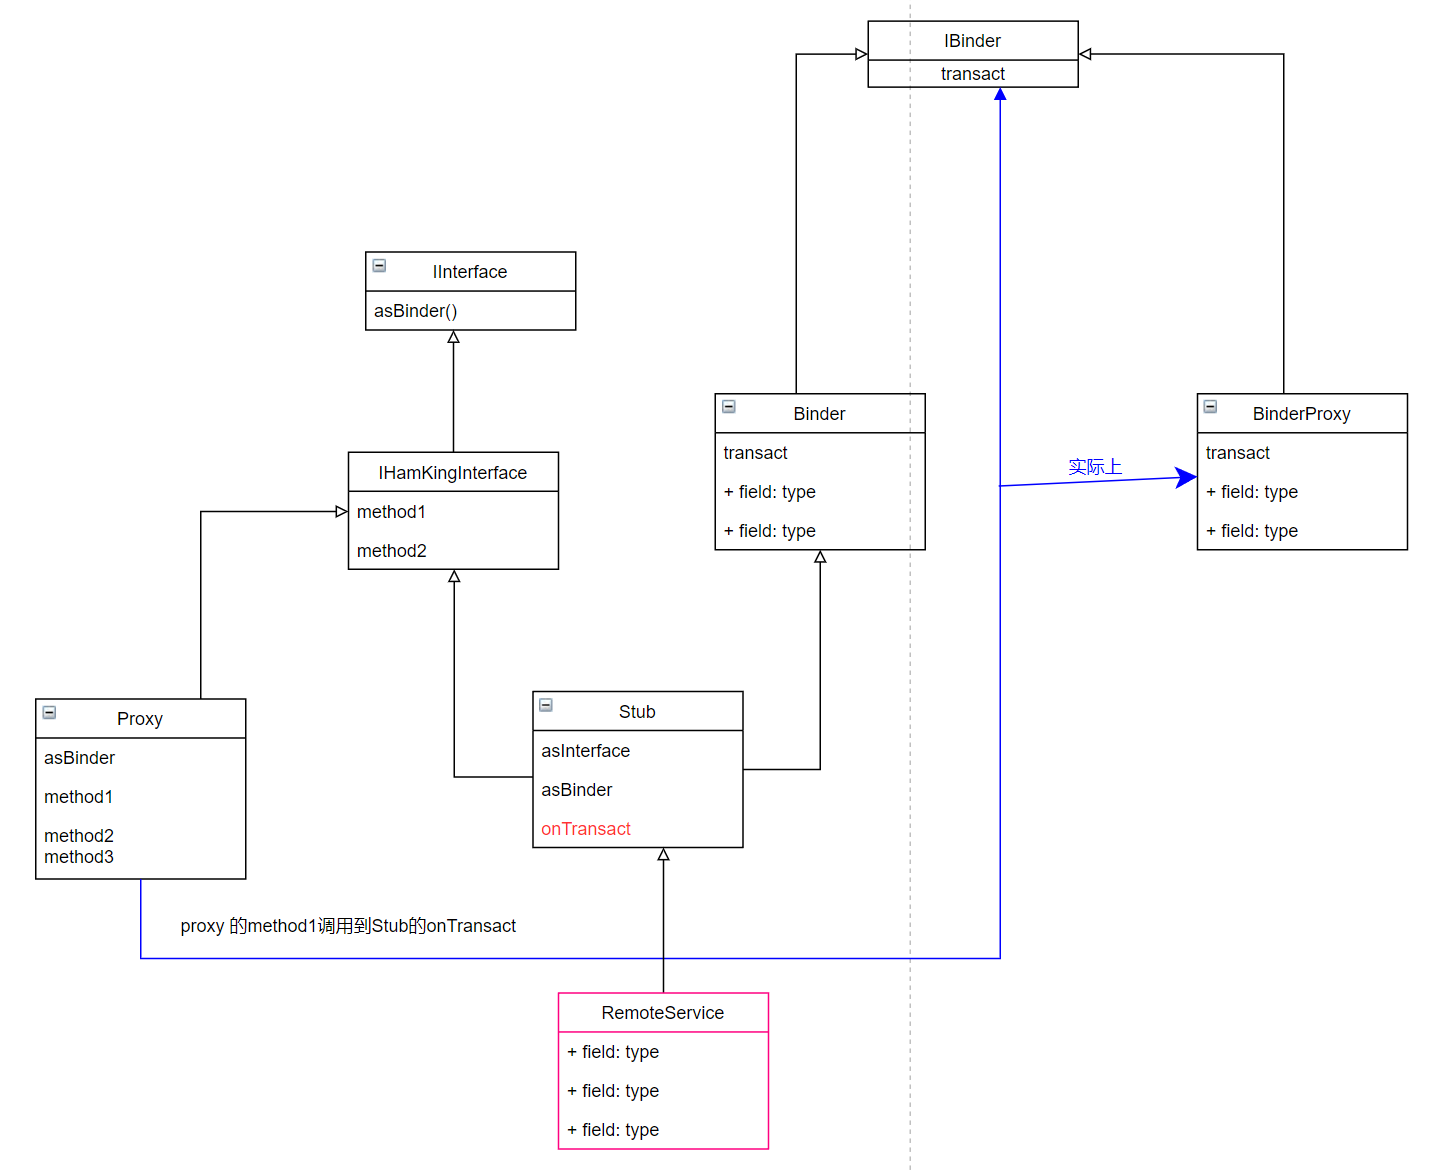 IBinder
transact
IInterface
asBinder()
IHamKingInterface
method1
method2
Binder
transact
+ field: type
+ field: type
BinderProxy
transact
+ field: type
+ field: type
实际上
Proxy
asBinder
method1
method2
method3
Stub
asInterface
asBinder
onTransact
proxy 的method1调用到Stub的onTransact
RemoteService
+ field: type
+ field: type
+ field: type